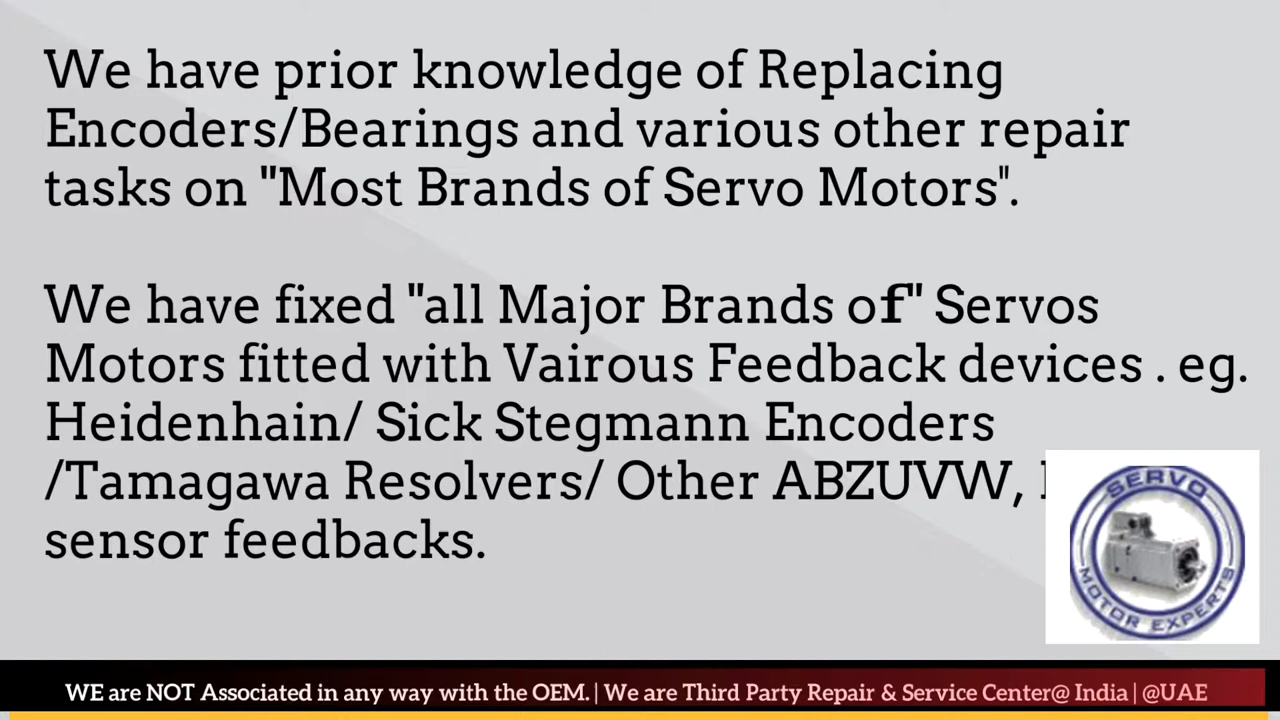 We have prior knowledge of Replacing
Encoders/Bearings and various other repair
tasks on "Most Brands of Servo Motors".
We have fixed "all Major Brands of" Servos
Motors fitted with Vairous Feedback devices . eg.
Heidenhain/ Sick Stegmann Encoders
/Tamagawa Resolvers/ Other ABZUVW,
sensor feedbacks.
SERVO
MOTOR EXPERTS
WE are NOT Associated in any way with the OEM. | We are Third Party Repair & Service Center@ India | @UAE